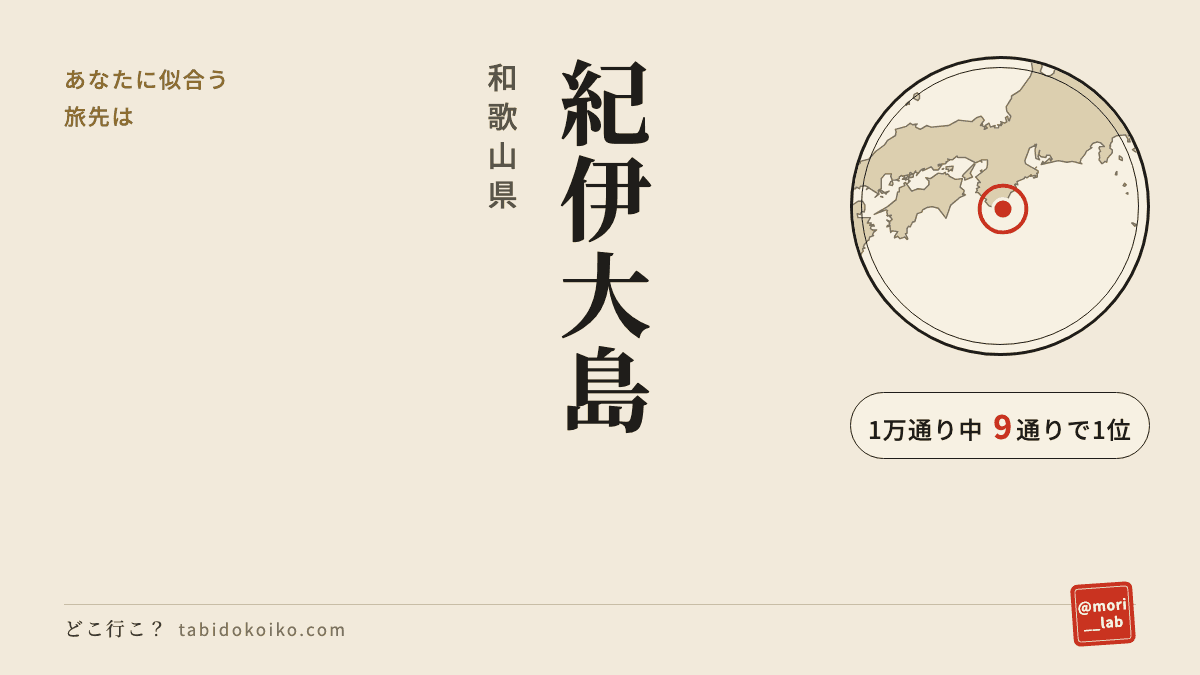 あなたに似合う
旅先は
紀伊大島
和歌山県
1万通り中 9通りで1位
どこ行こ？ tabidokoiko.com
@mori
__lab